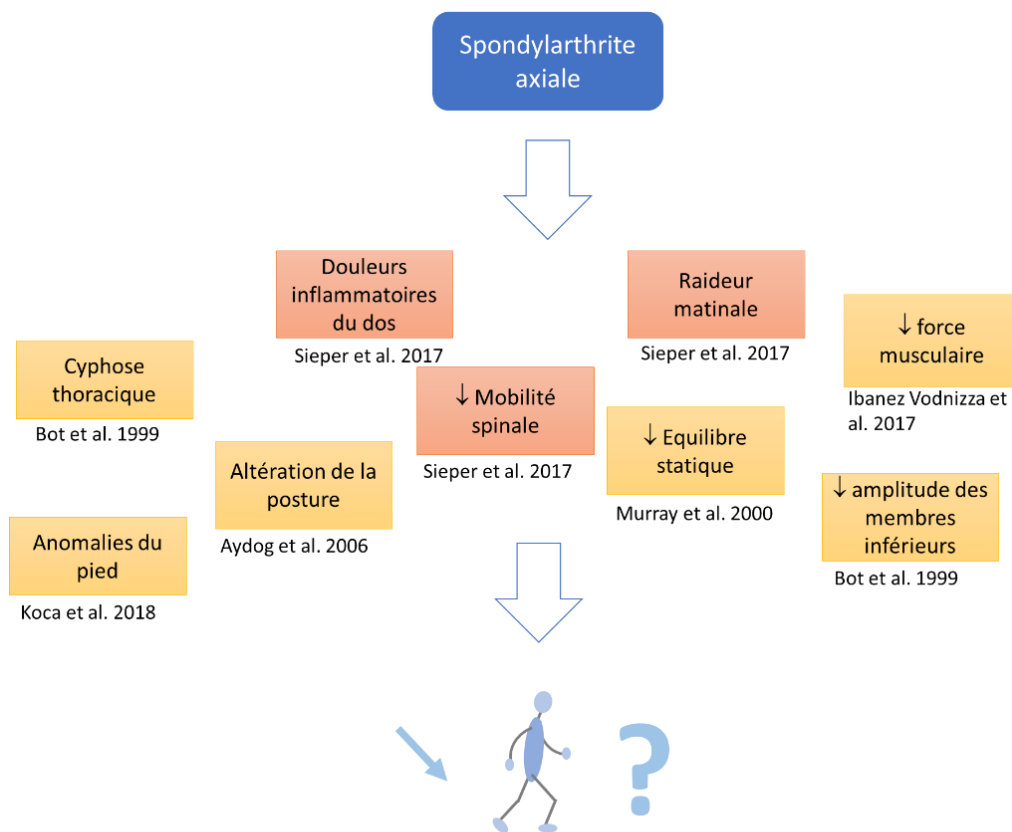 Spondylarthrite
axiale
Douleurs
inflammatoires
du dos
Sieper et al. 2017
Raideur
matinale
Sieper et al. 2017
↓ force
musculaire
Ibanez Vodnizza et
al. 2017
Cyphose
thoracique
Bot et al. 1999
↓ Mobilité
spinale
Sieper et al. 2017
↓ Equilibre
statique
Murray et al. 2000
Altération de la
posture
Aydog et al. 2006
↓ amplitude des
membres
inférieurs
Bot et al. 1999
Anomalies du
pied
Koca et al. 2018
?